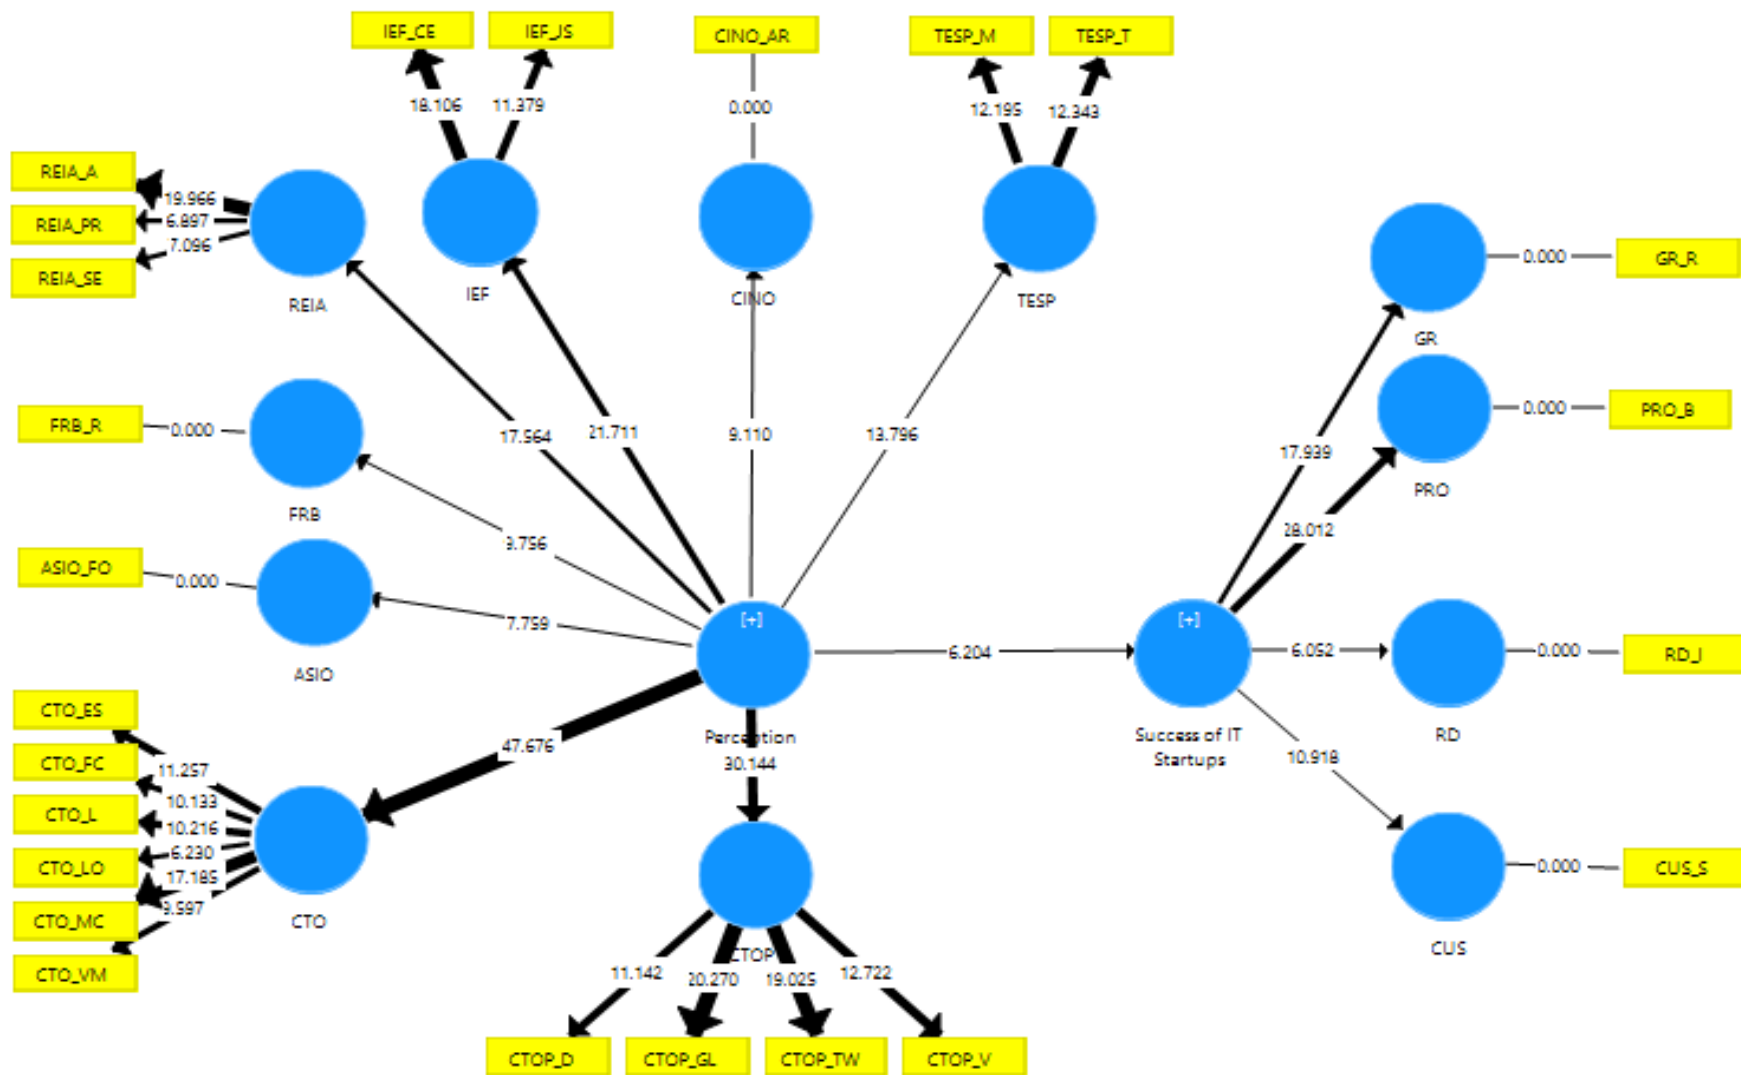 IEF_CE
IEF_JS
CINO_AR
TESP_M
TESP_T
18.106
11.379
0.000
12.195
12.343
REIA_A
REIA_PR
REIA_SE
19.966
6.897
7.096
REIA
IEF
CINO
TESP
GR_R
0.000
GR
PRO_B
0.000
PRO
FRB_R
0.000
FRB
ASIO_FO
0.000
ASIO
17.564
21.711
9.110
13.796
17.939
28.012
7.759
[+]
[+]
6.204
6.052
0.000
RD_I
RD
Perception
Success of IT
Startups
10.918
47.676
30.144
0.000
CUS_S
CUS
CTO_ES
CTO_FC
CTO_L
CTO_LO
CTO_MC
CTO_VM
11.257
10.133
10.216
6.230
17.185
CTO
CTOP
11.142
20.270
19.025
12.722
CTOP_D
CTOP_GL
CTOP_TW
CTOP_V